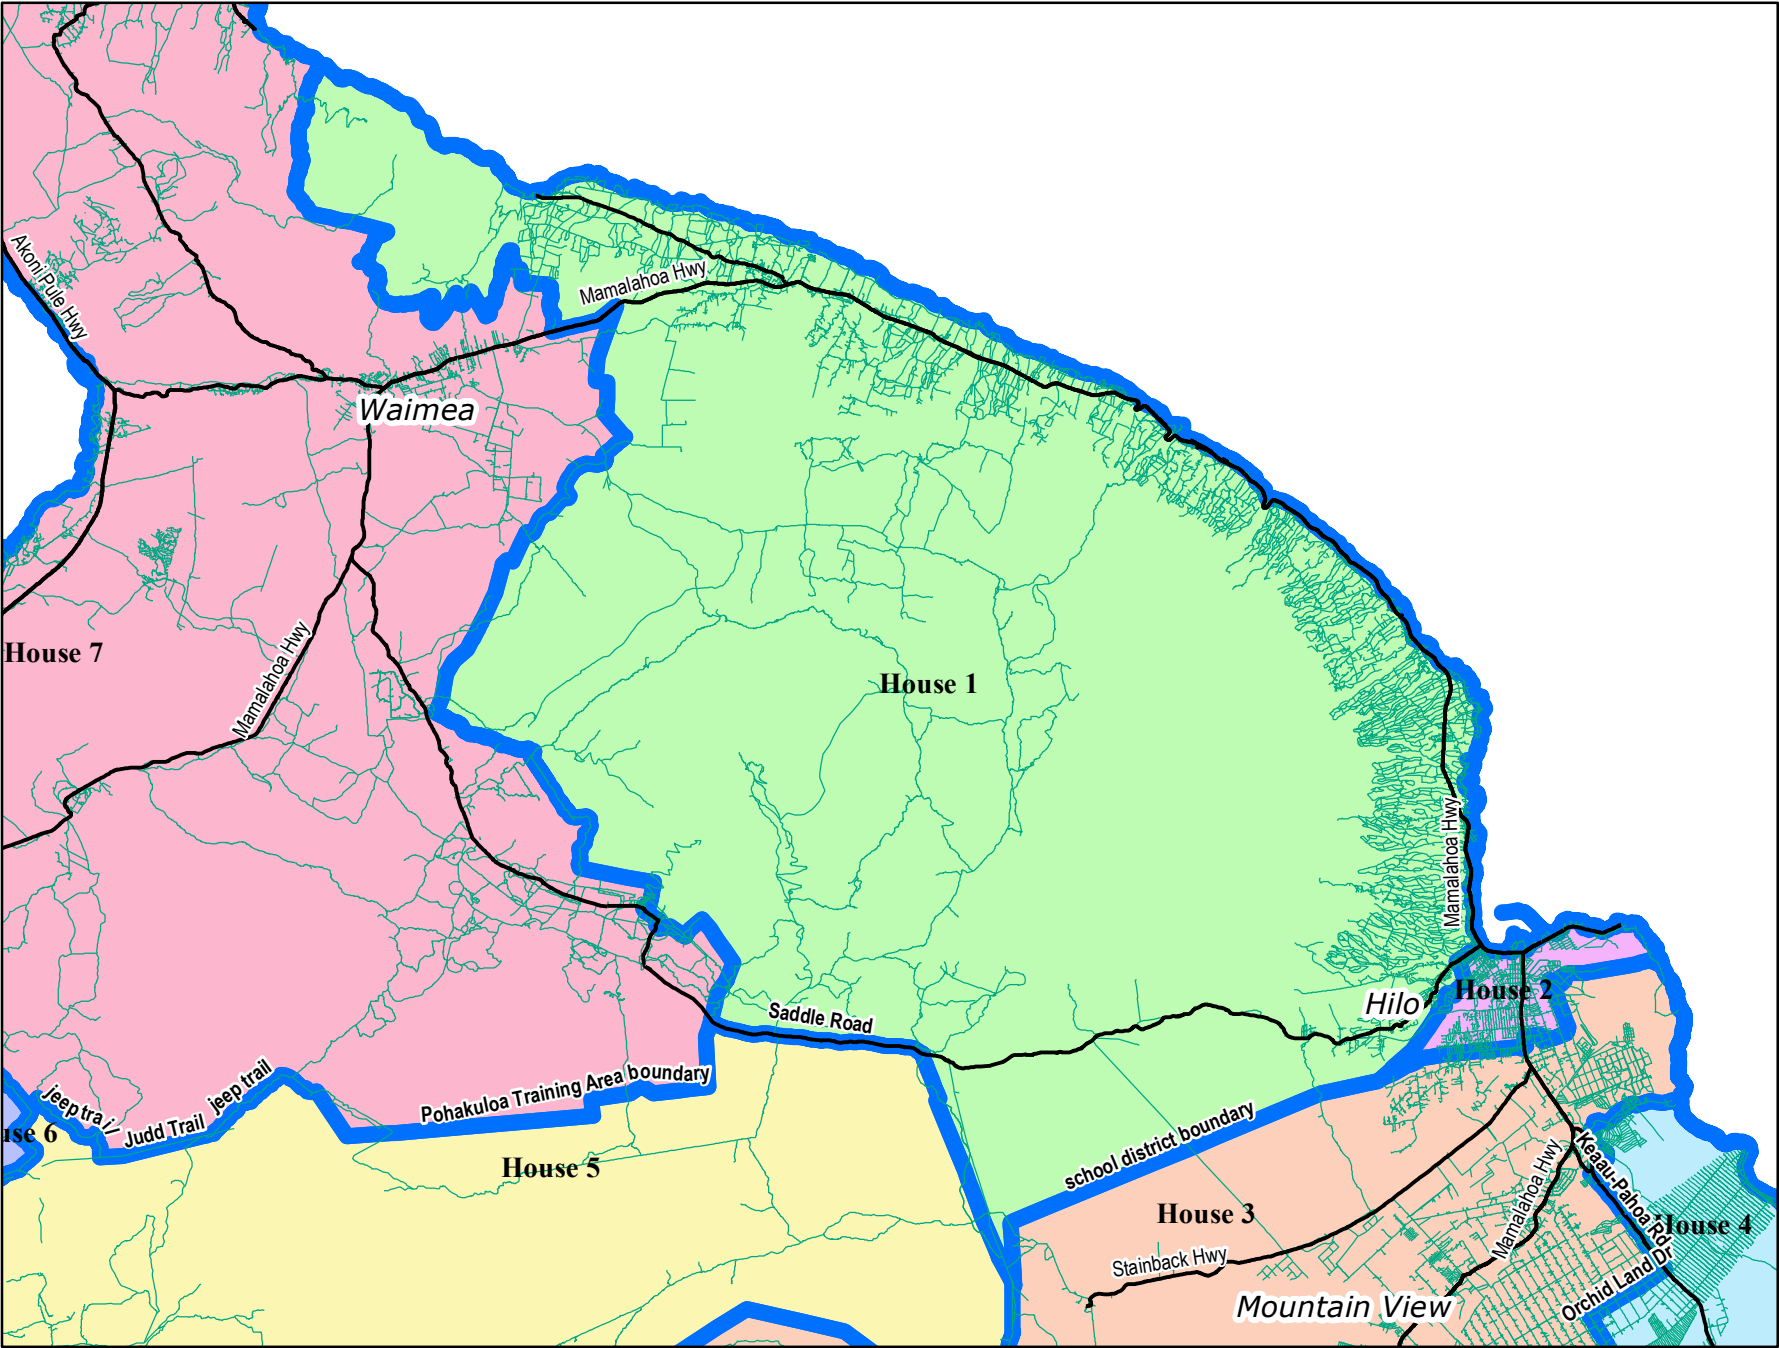 Akoni Pule Hwy
Mamalahoa Hwy
Waimea
House 7
Mamalahoa Hwy
House 1
Mamalahoa Hwy
Saddle Road
Hilo
House 2
jeep trail
Judd Trail
jeep trail
Pohakuloa Training Area boundary
use 6
House 5
school district boundary
House 3
Stainback Hwy
Mamalahoa Hwy
Keaau-Pahoa Rd
House 4
Orchid Land Dr
Mountain View